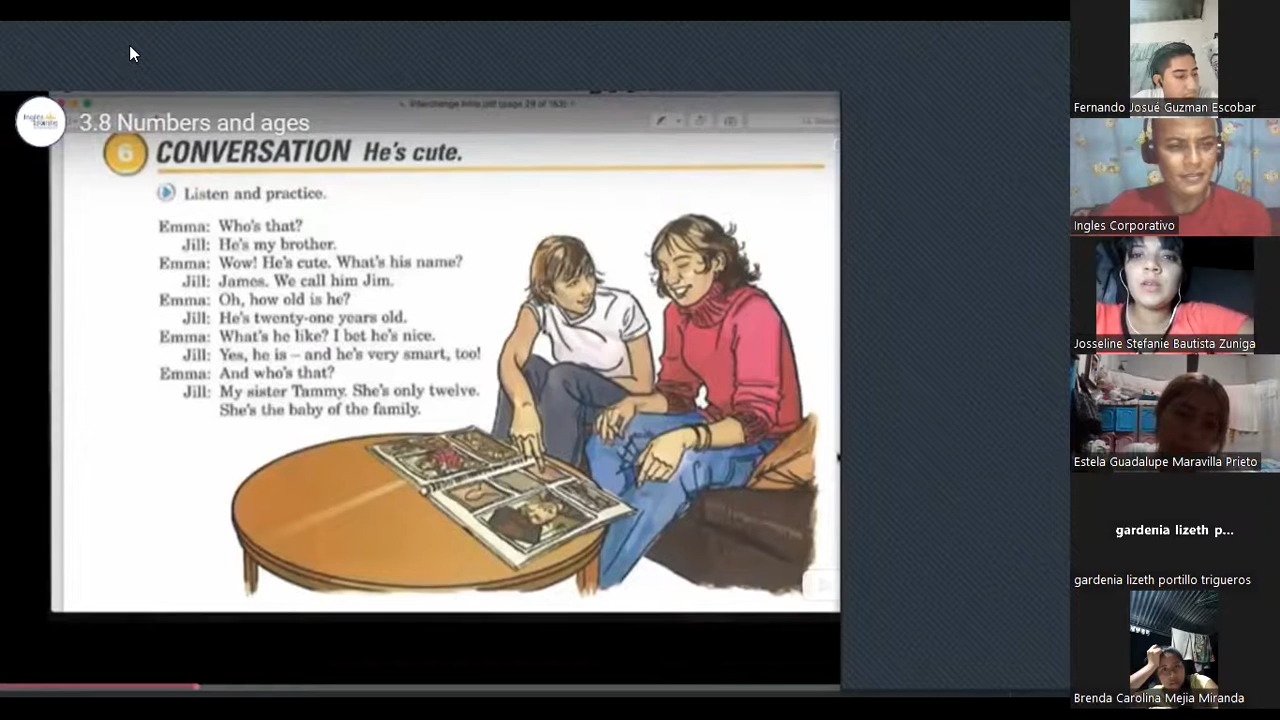 3.8 Numbers and ages
6 CONVERSATION He's cute.
Listen and practice.
Emma: Who's that?
Jill: He's my brother.
Emma: Wow! He's cute. What's his name?
Jill: James. We call him Jim.
Emma: Oh, how old is he?
Jill: He's twenty-one years old.
Emma: What's he like? I bet he's nice.
Jill: Yes, he is – and he's very smart, too!
Emma: And who's that?
Jill: My sister Tammy. She's only twelve.
She's the baby of the family.
Fernando Josué Guzman Escobar
Ingles Corporativo
Josseline Stefanie Bautista Zuniga
Estela Guadalupe Maravilla Prieto
gardenia lizeth p...
gardenia lizeth portillo trigueros
Brenda Carolina Mejia Miranda